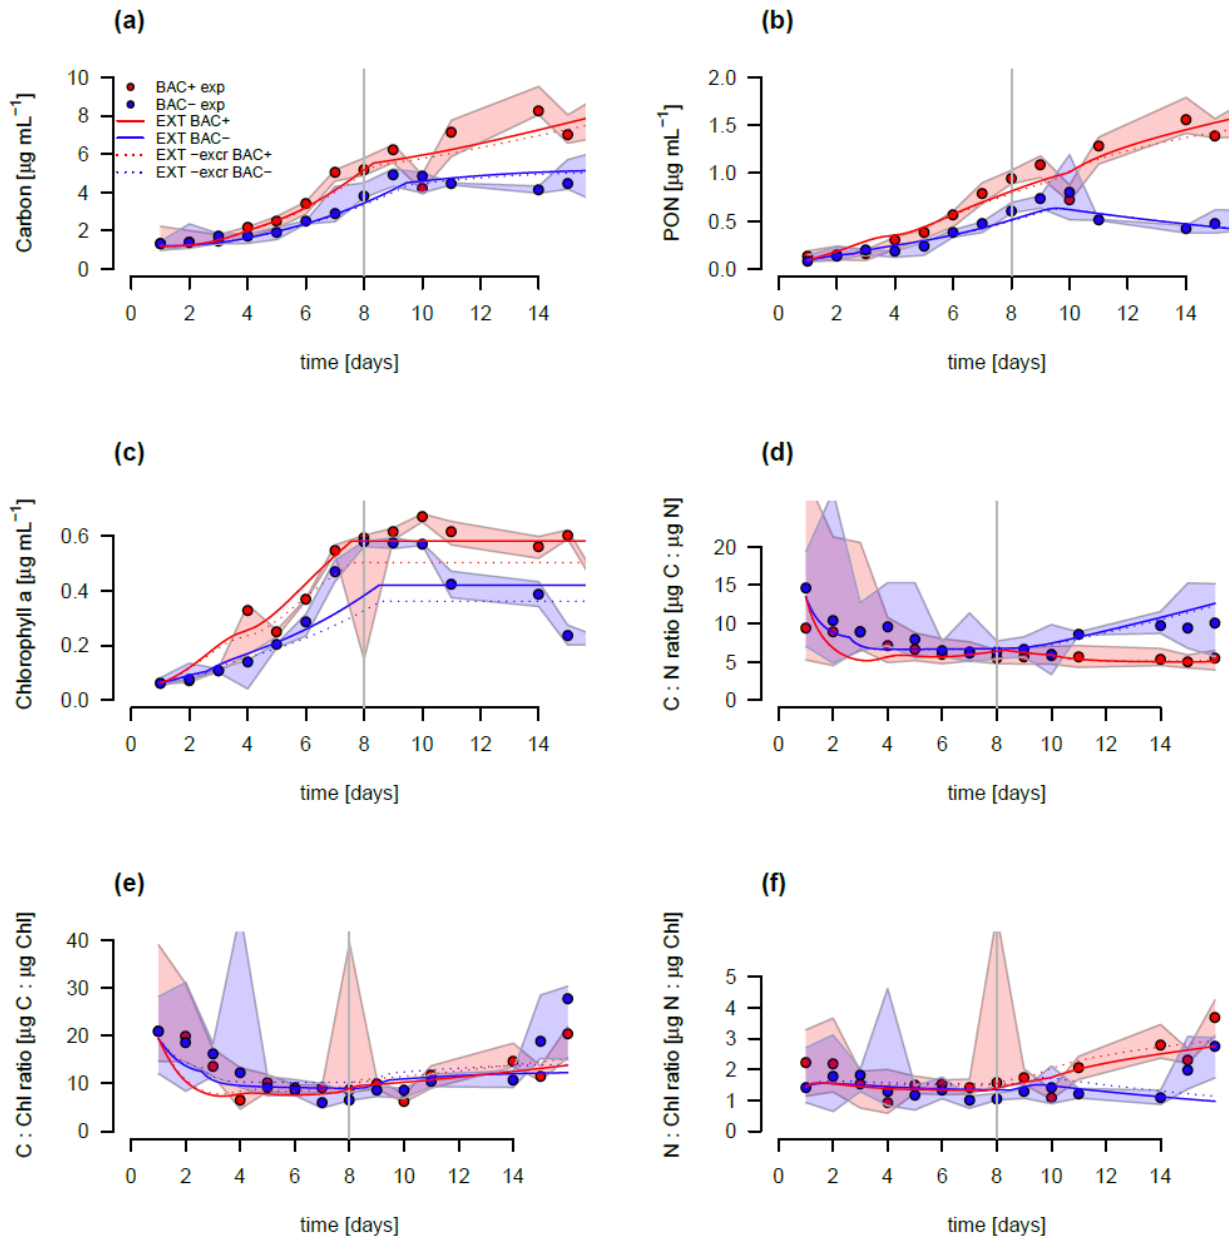 (a)
Carbon [µg mL⁻¹]
10
8
6
4
2
0
BAC+ exp
BAC− exp
EXT BAC+
EXT BAC−
EXT −excr BAC+
EXT −excr BAC−
0 2 4 6 8 10 12 14
time [days]
(b)
PON [µg mL⁻¹]
2.0
1.5
1.0
0.5
0.0
0 2 4 6 8 10 12 14
time [days]
(c)
Chlorophyll a [µg mL⁻¹]
0.6
0.4
0.2
0.0
0 2 4 6 8 10 12 14
time [days]
(d)
C : N ratio [µg C : µg N]
20
15
10
5
0
0 2 4 6 8 10 12 14
time [days]
(e)
C : Chl ratio [µg C : µg Chl]
40
30
20
10
0
0 2 4 6 8 10 12 14
time [days]
(f)
N : Chl ratio [µg N : µg Chl]
5
4
3
2
1
0
0 2 4 6 8 10 12 14
time [days]